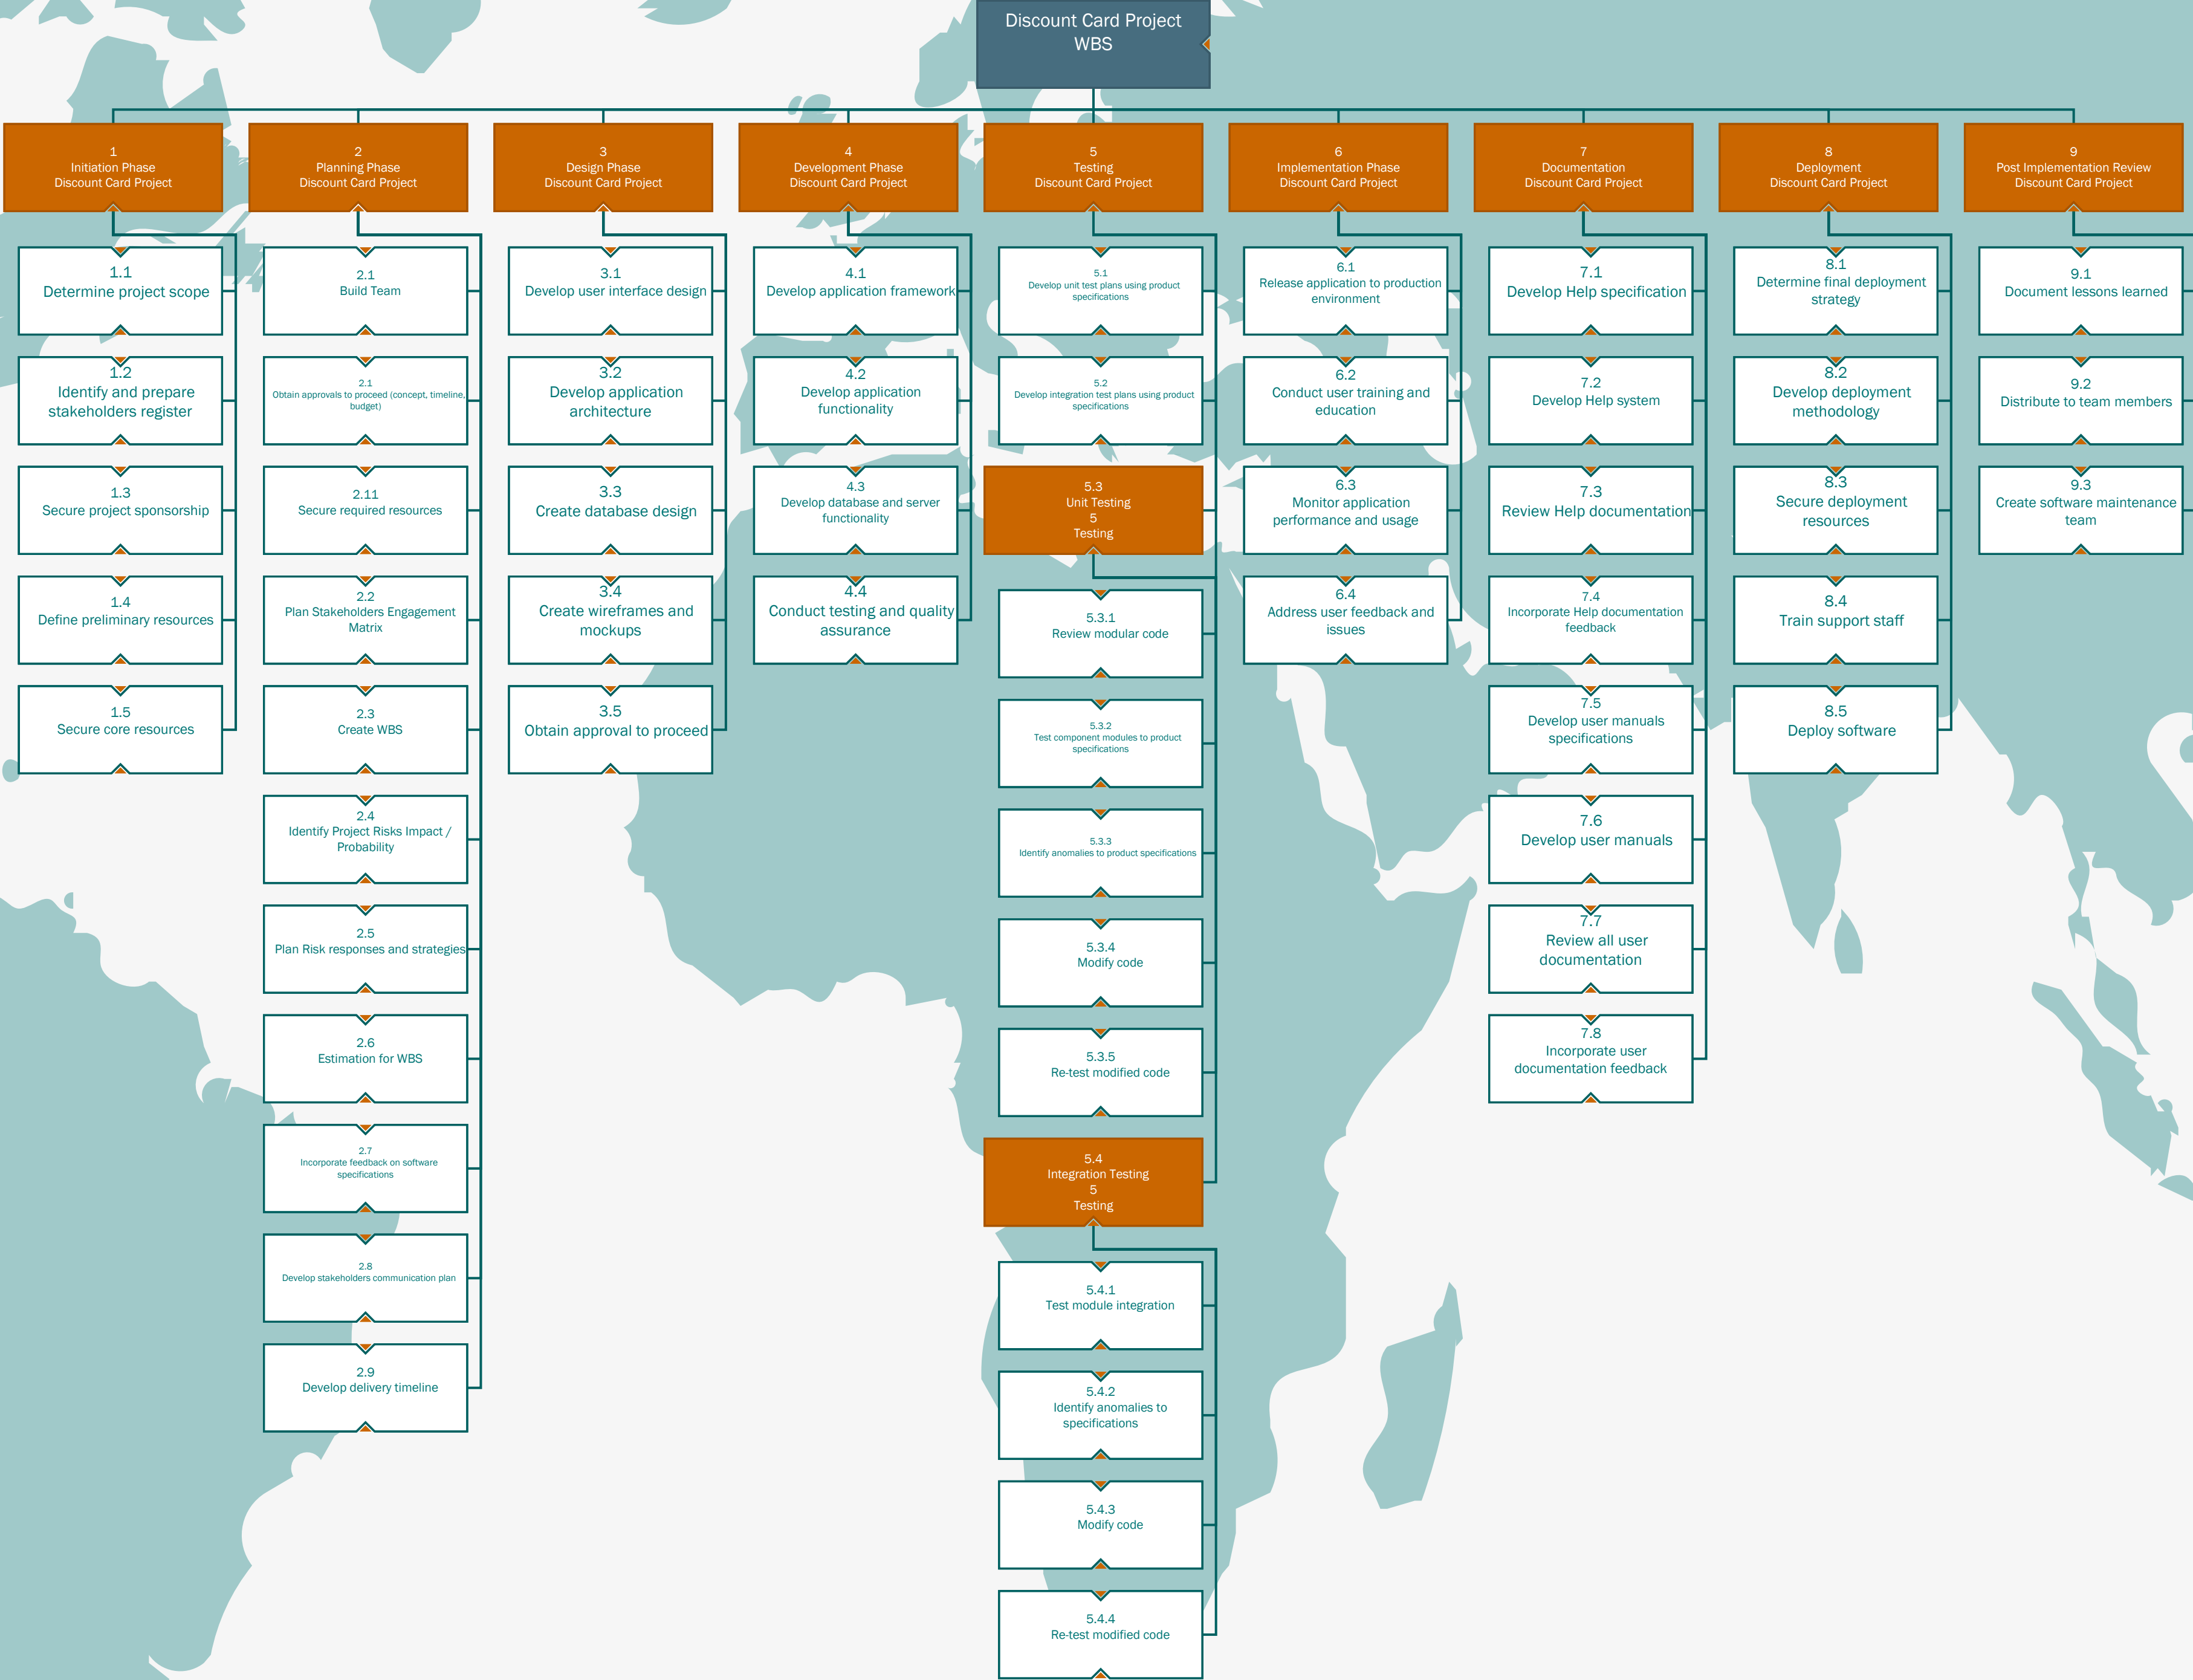 Discount Card Project
WBS
1
Initiation Phase
Discount Card Project
2
Planning Phase
Discount Card Project
3
Design Phase
Discount Card Project
4
Development Phase
Discount Card Project
5
Testing
Discount Card Project
6
Implementation Phase
Discount Card Project
7
Documentation
Discount Card Project
8
Deployment
Discount Card Project
9
Post Implementation Review
Discount Card Project
1.1
Determine project scope
1.2
Identify and prepare
stakeholders register
1.3
Secure project sponsorship
1.4
Define preliminary resources
1.5
Secure core resources
2.1
Build Team
2.1
Obtain approvals to proceed (concept, timeline,
budget)
2.11
Secure required resources
2.2
Plan Stakeholders Engagement
Matrix
2.3
Create WBS
2.4
Identify Project Risks Impact /
Probability
2.5
Plan Risk responses and strategies
2.6
Estimation for WBS
2.7
Incorporate feedback on software
specifications
2.8
Develop stakeholders communication plan
2.9
Develop delivery timeline
3.1
Develop user interface design
3.2
Develop application
architecture
3.3
Create database design
3.4
Create wireframes and
mockups
3.5
Obtain approval to proceed
4.1
Develop application framework
4.2
Develop application
functionality
4.3
Develop database and server
functionality
4.4
Conduct testing and quality
assurance
5.1
Develop unit test plans using product
specifications
5.2
Develop integration test plans using product
specifications
5.3
Unit Testing
5
Testing
5.3.1
Review modular code
5.3.2
Test component modules to product
specifications
5.3.3
Identify anomalies to product specifications
5.3.4
Modify code
5.3.5
Re-test modified code
5.4
Integration Testing
5
Testing
5.4.1
Test module integration
5.4.2
Identify anomalies to
specifications
5.4.3
Modify code
5.4.4
Re-test modified code
6.1
Release application to production
environment
6.2
Conduct user training and
education
6.3
Monitor application
performance and usage
6.4
Address user feedback and
issues
7.1
Develop Help specification
7.2
Develop Help system
7.3
Review Help documentation
7.4
Incorporate Help documentation
feedback
7.5
Develop user manuals
specifications
7.6
Develop user manuals
7.7
Review all user
documentation
7.8
Incorporate user
documentation feedback
8.1
Determine final deployment
strategy
8.2
Develop deployment
methodology
8.3
Secure deployment
resources
8.4
Train support staff
8.5
Deploy software
9.1
Document lessons learned
9.2
Distribute to team members
9.3
Create software maintenance
team